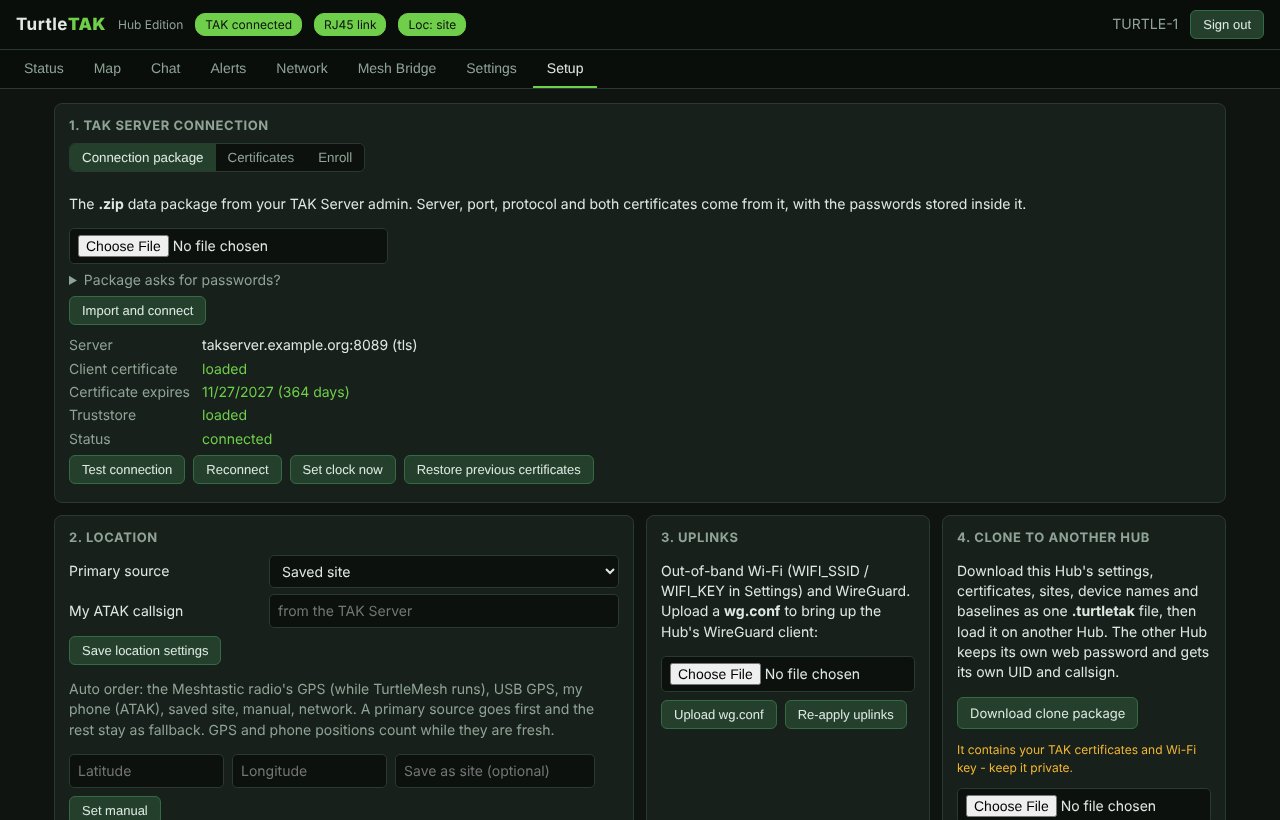 TurtleTAK Hub Edition TAK connected RJ45 link Loc: site TURTLE-1 Sign out
Status Map Chat Alerts Network Mesh Bridge Settings Setup
1. TAK SERVER CONNECTION
Connection package Certificates Enroll
The .zip data package from your TAK Server admin. Server, port, protocol and both certificates come from it, with the passwords stored inside it.
Choose File No file chosen
Package asks for passwords?
Import and connect
Server takserver.example.org:8089 (tls)
Client certificate loaded
Certificate expires 11/27/2027 (364 days)
Truststore loaded
Status connected
Test connection Reconnect Set clock now Restore previous certificates
2. LOCATION
Primary source Saved site
My ATAK callsign from the TAK Server
Save location settings
Auto order: the Meshtastic radio's GPS (while TurtleMesh runs), USB GPS, my
phone (ATAK), saved site, manual, network. A primary source goes first and the
rest stay as fallback. GPS and phone positions count while they are fresh.
Latitude Longitude Save as site (optional)
Set manual
3. UPLINKS
Out-of-band Wi-Fi (WIFI_SSID /
WIFI_KEY in Settings) and WireGuard.
Upload a wg.conf to bring up the
Hub's WireGuard client:
Choose File No file chosen
Upload wg.conf Re-apply uplinks
4. CLONE TO ANOTHER HUB
Download this Hub's settings,
certificates, sites, device names and
baselines as one .turtletak file, then
load it on another Hub. The other Hub
keeps its own web password and gets
its own UID and callsign.
Download clone package
It contains your TAK certificates and Wi-Fi
key - keep it private.
Choose File No file chosen